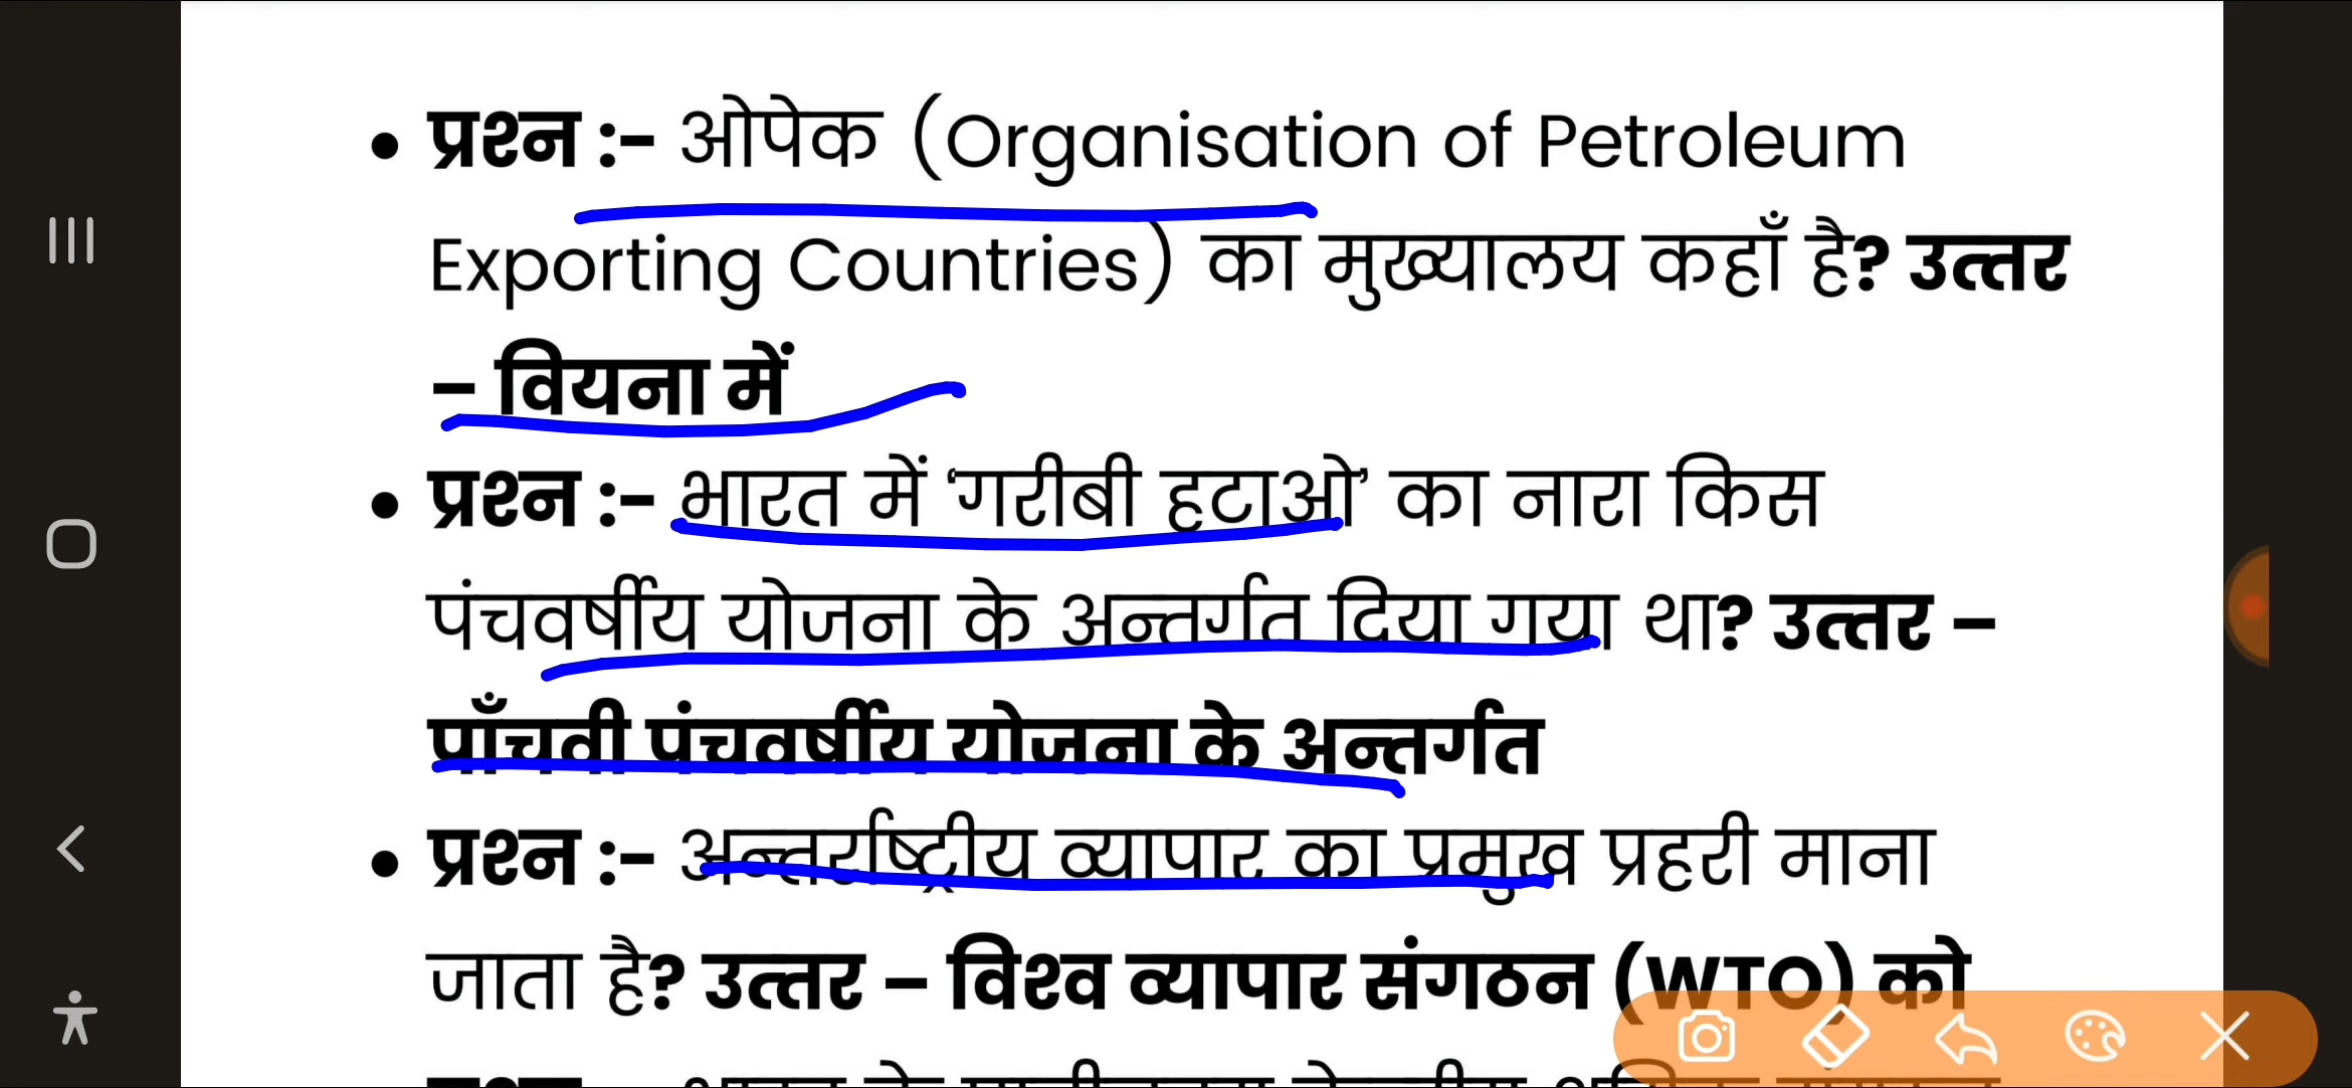 • प्रश्न :- ओपेक (Organisation of Petroleum
Exporting Countries) का मुख्यालय कहाँ है? उत्तर
– वियना में
• प्रश्न :- भारत में ‘गरीबी हटाओ’ का नारा किस
पंचवर्षीय योजना के अन्तर्गत दिया गया था? उत्तर –
पाँचवी पंचवर्षीय योजना के अन्तर्गत
• प्रश्न :- अन्तर्राष्ट्रीय व्यापार का प्रमुख प्रहरी माना
जाता है? उत्तर – विश्व व्यापार संगठन (WTO) को